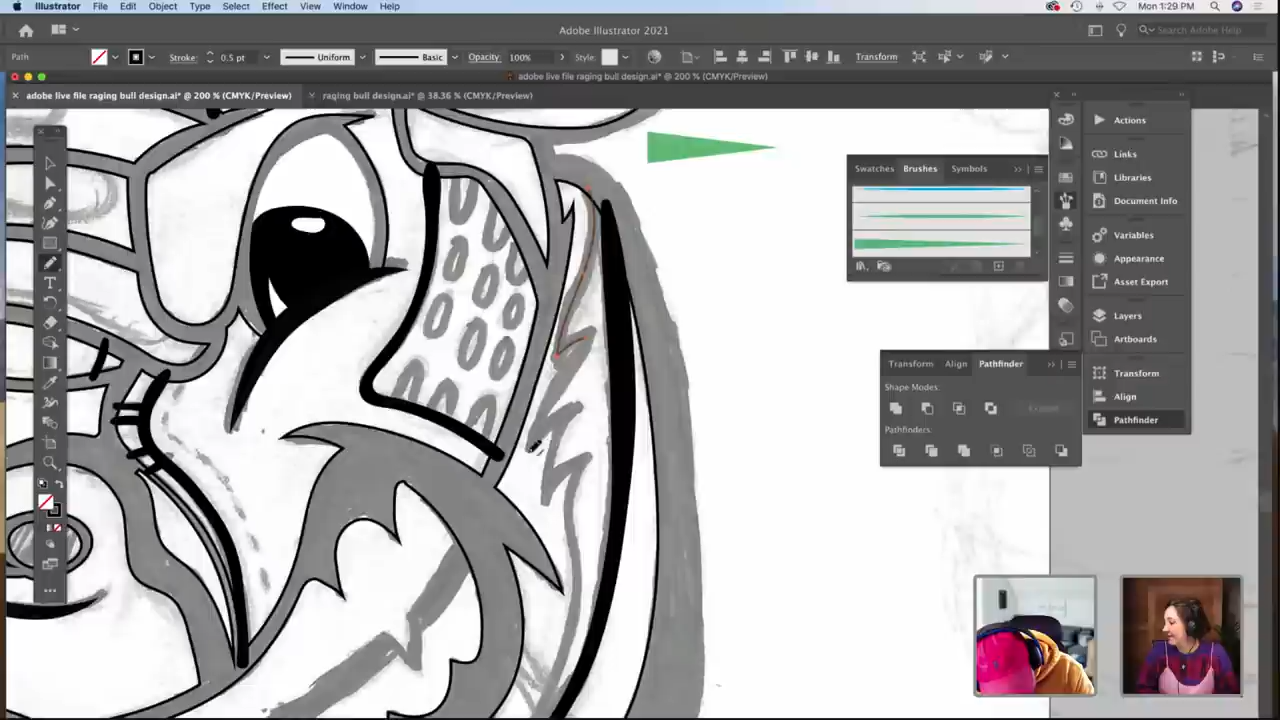 Illustrator File Edit Object Type Select Effect View Window Help
Mon 1:29 PM
Adobe Illustrator 2021
Search Adobe Help
Path Stroke: 0.5 pt Uniform Basic Opacity: 100% Style: Transform
adobe live file raging bull design.ai* @ 200 % (CMYK/Preview)
adobe live file raging bull design.ai* @ 200 % (CMYK/Preview)
raging bull design.ai* @ 38.36 % (CMYK/Preview)
Swatches Brushes Symbols
Transform Align Pathfinder
Shape Modes:
Expand
Pathfinders:
Actions
Links
Libraries
Document Info
Variables
Appearance
Asset Export
Layers
Artboards
Transform
Align
Pathfinder